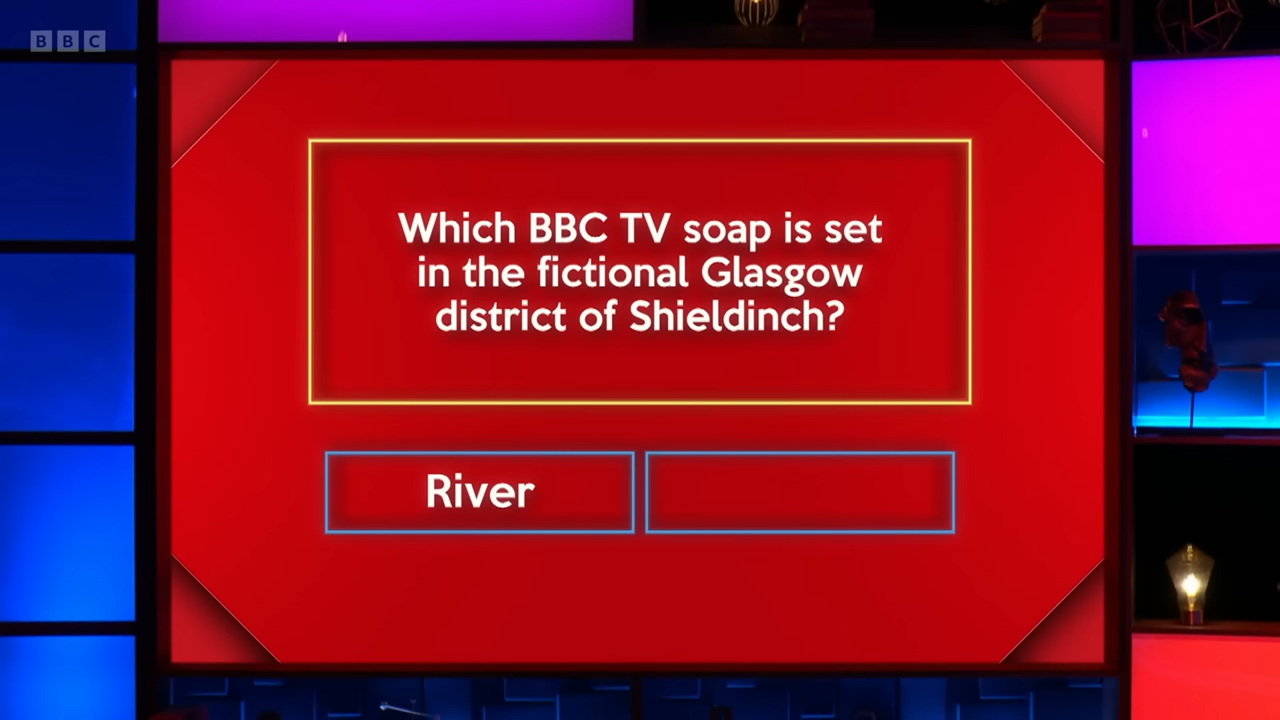 BBC
Which BBC TV soap is set
in the fictional Glasgow
district of Shieldinch?
River